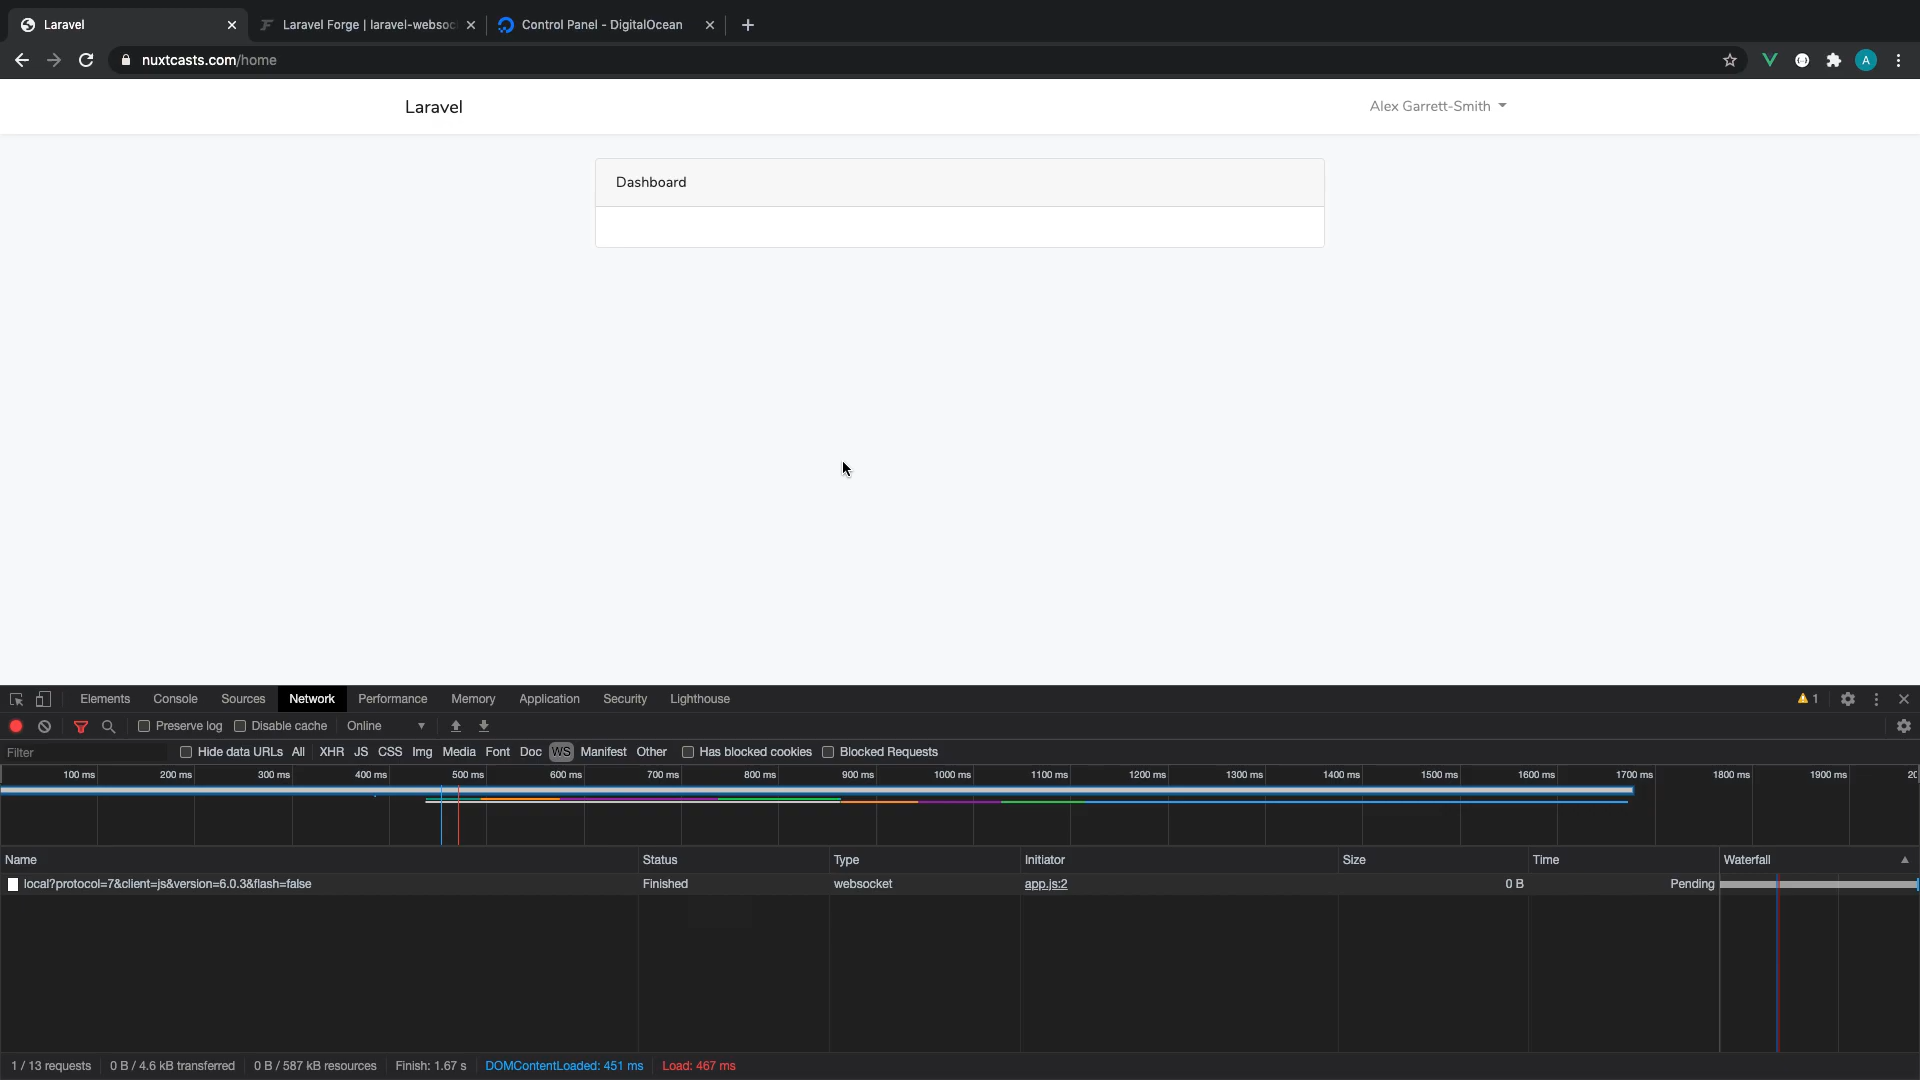 Laravel
Laravel Forge | laravel-websoc
Control Panel - DigitalOcean
nuxtcasts.com/home
A
Laravel
Alex Garrett-Smith
Dashboard
Elements Console Sources Network Performance Memory Application Security Lighthouse
1
Preserve log Disable cache Online
Filter Hide data URLs All XHR JS CSS Img Media Font Doc WS Manifest Other Has blocked cookies Blocked Requests
100 ms 200 ms 300 ms 400 ms 500 ms 600 ms 700 ms 800 ms 900 ms 1000 ms 1100 ms 1200 ms 1300 ms 1400 ms 1500 ms 1600 ms 1700 ms 1800 ms 1900 ms
Name Status Type Initiator Size Time Waterfall
local?protocol=7&client=js&version=6.0.3&flash=false Finished websocket app.js:2 0 B Pending
1 / 13 requests 0 B / 4.6 kB transferred 0 B / 587 kB resources Finish: 1.67 s DOMContentLoaded: 451 ms Load: 467 ms